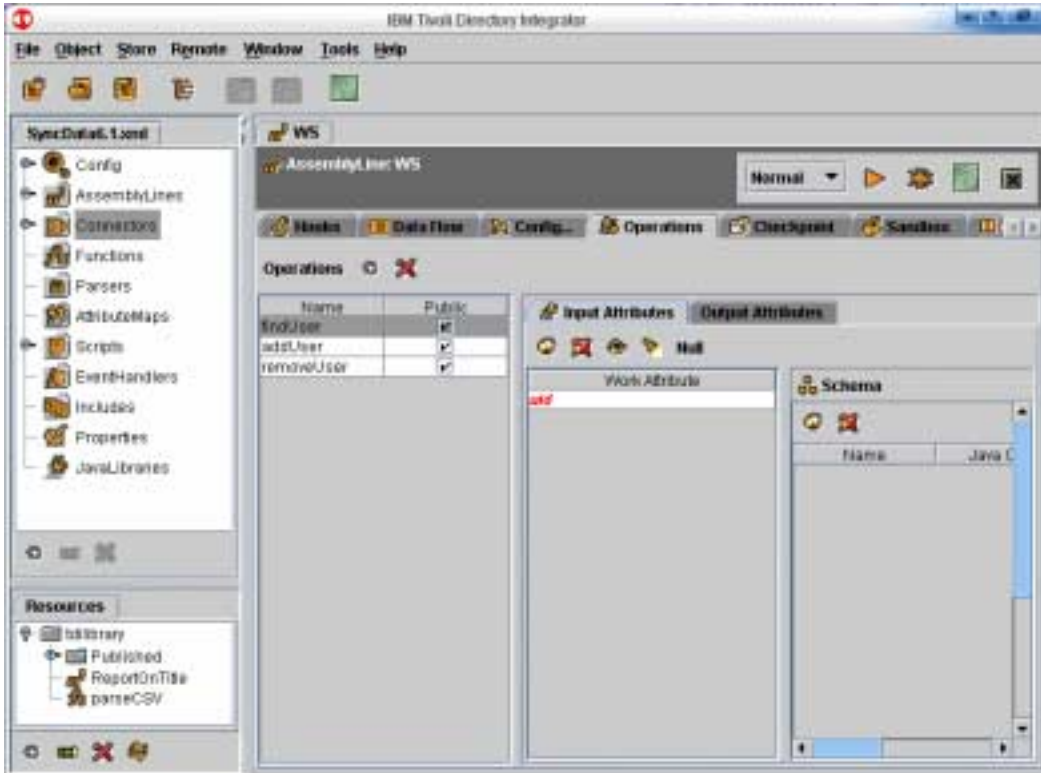 IBM Tivoli Directory Integrator
File Object Store Remote Window Tools Help
SyncData6.1.xml
Config
AssemblyLines
Connectors
Functions
Parsers
AttributeMaps
Scripts
EventHandlers
Includes
Properties
JavaLibraries
Resources
Published
ReportOnTitle
parseCSV
WS
AssemblyLine: WS
Normal
Hooks Data Flow Config... Operations Checkpoint Sandbox
Operations
Name Public
findUser
addUser
removeUser
Input Attributes Output Attributes
Null
Work Attribute
uid
Schema
Name Java C